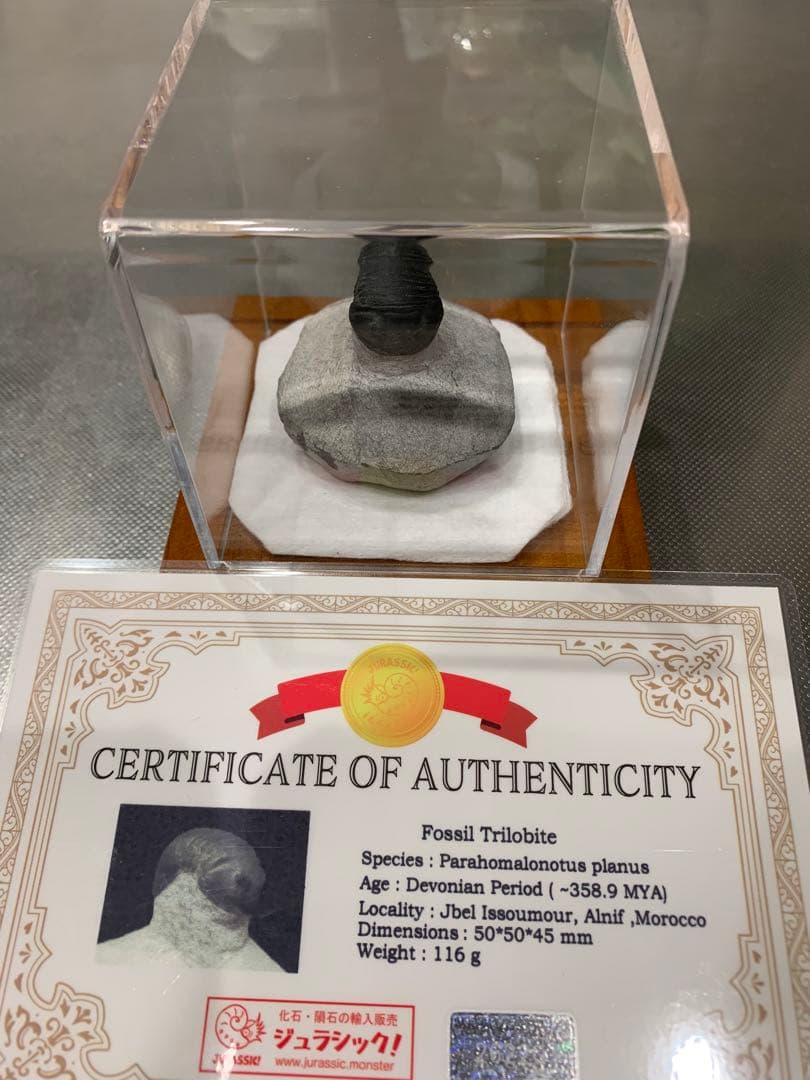 JURASSIC!
CERTIFICATE OF AUTHENTICITY
Fossil Trilobite
Species : Parahomalonotus planus
Age : Devonian Period ( ~358.9 MYA)
Locality : Jbel Issoumour, Alnif ,Morocco
Dimensions : 50*50*45 mm
Weight : 116 g
化石・隕石の輸入販売
ジュラシック!
JURASSIC!
www.jurassic.monster